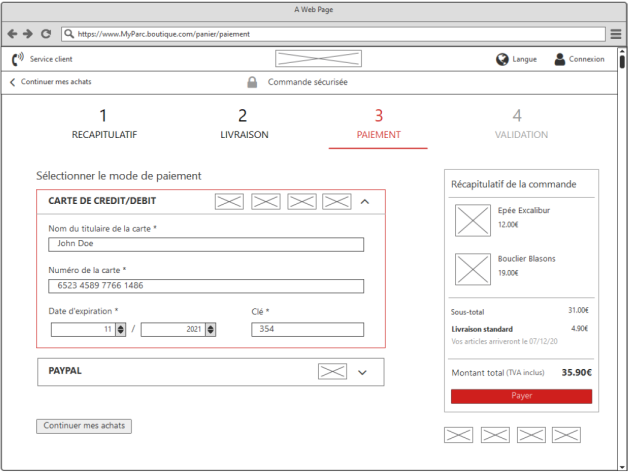 A Web Page
https://www.MyParc.boutique.com/panier/paiement
Service client
Langue
Connexion
Continuer mes achats
Commande sécurisée
1
RECAPITULATIF
2
LIVRAISON
3
PAIEMENT
4
VALIDATION
Sélectionner le mode de paiement
CARTE DE CREDIT/DEBIT
Nom du titulaire de la carte *
John Doe
Numéro de la carte *
6523 4589 7766 1486
Date d'expiration *
Clé *
11 / 2021
354
PAYPAL
Continuer mes achats
Récapitulatif de la commande
Epée Excalibur
12.00€
Bouclier Blasons
19.00€
Sous-total 31.00€
Livraison standard 4.90€
Vos articles arriveront le 07/12/20
Montant total (TVA inclus) 35.90€
Payer